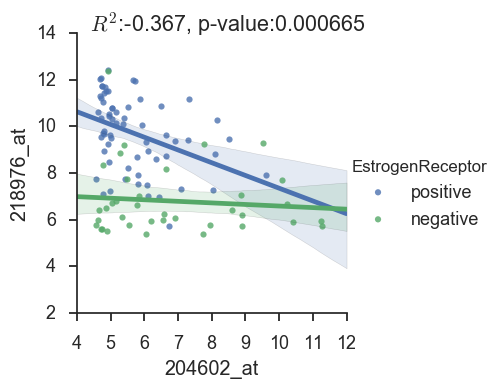 R²:-0.367, p-value:0.000665
14
12
10
8
6
4
2
218976_at
4 5 6 7 8 9 10 11 12
204602_at
EstrogenReceptor
positive
negative